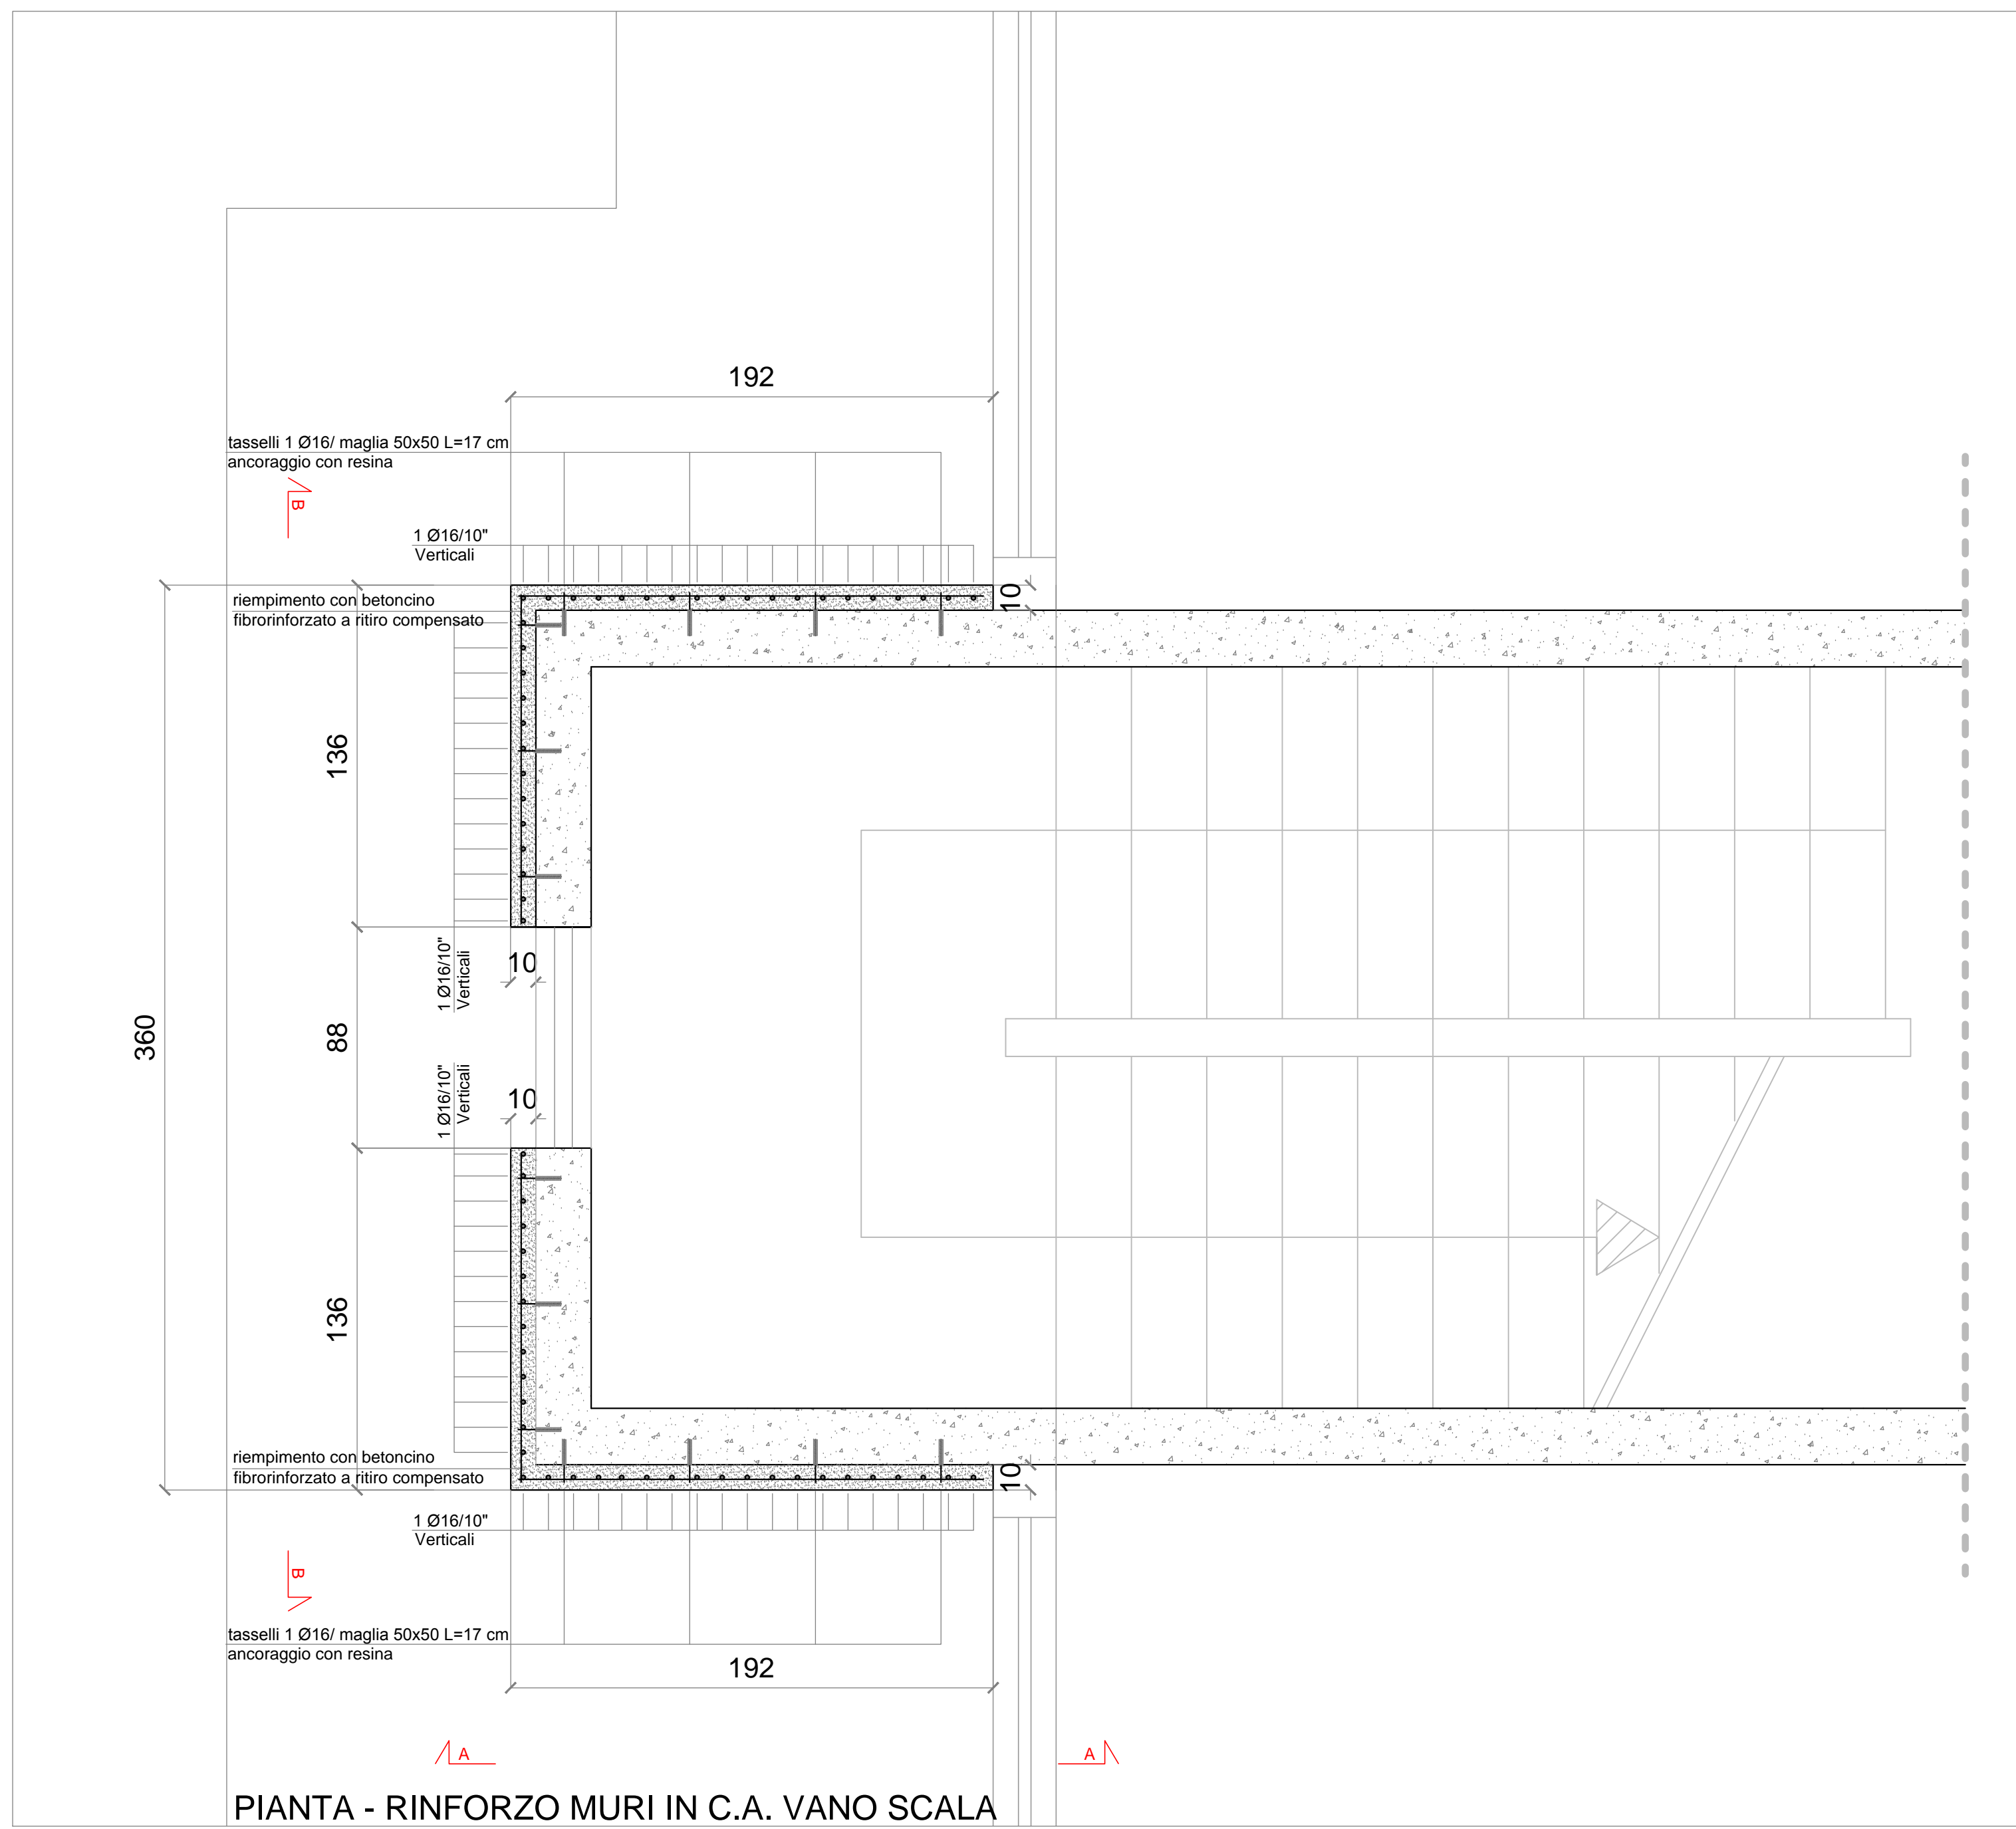 192
tasselli 1 Ø16/ maglia 50x50 L=17 cm
ancoraggio con resina
B
1 Ø16/10"
Verticali
10
riempimento con betoncino
fibrorinforzato a ritiro compensato
136
10
1 Ø16/10"
Verticali
360
88
10
1 Ø16/10"
Verticali
136
riempimento con betoncino
fibrorinforzato a ritiro compensato
10
1 Ø16/10"
Verticali
B
tasselli 1 Ø16/ maglia 50x50 L=17 cm
ancoraggio con resina
192
A
A
PIANTA - RINFORZO MURI IN C.A. VANO SCALA